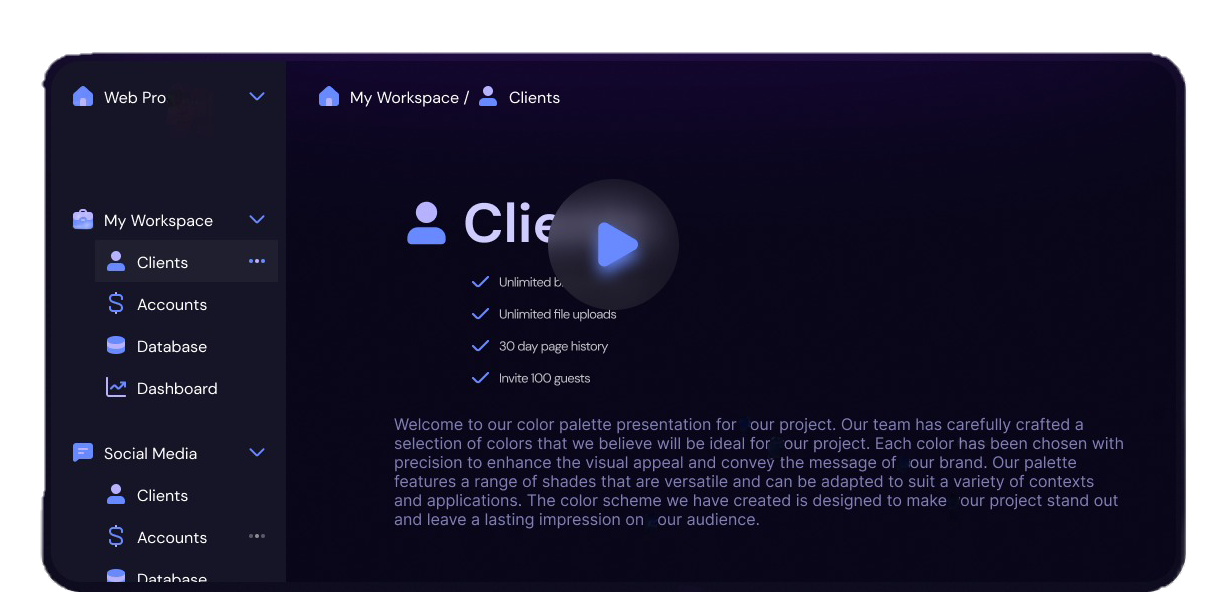 Web Pro
My Workspace / Clients
My Workspace
Clients
Accounts
Database
Dashboard
Social Media
Clients
Accounts
Database
Clie
Unlimited b
Unlimited file uploads
30 day page history
Invite 100 guests
Welcome to our color palette presentation for our project. Our team has carefully crafted a
selection of colors that we believe will be ideal for our project. Each color has been chosen with
precision to enhance the visual appeal and convey the message of our brand. Our palette
features a range of shades that are versatile and can be adapted to suit a variety of contexts
and applications. The color scheme we have created is designed to make our project stand out
and leave a lasting impression on our audience.